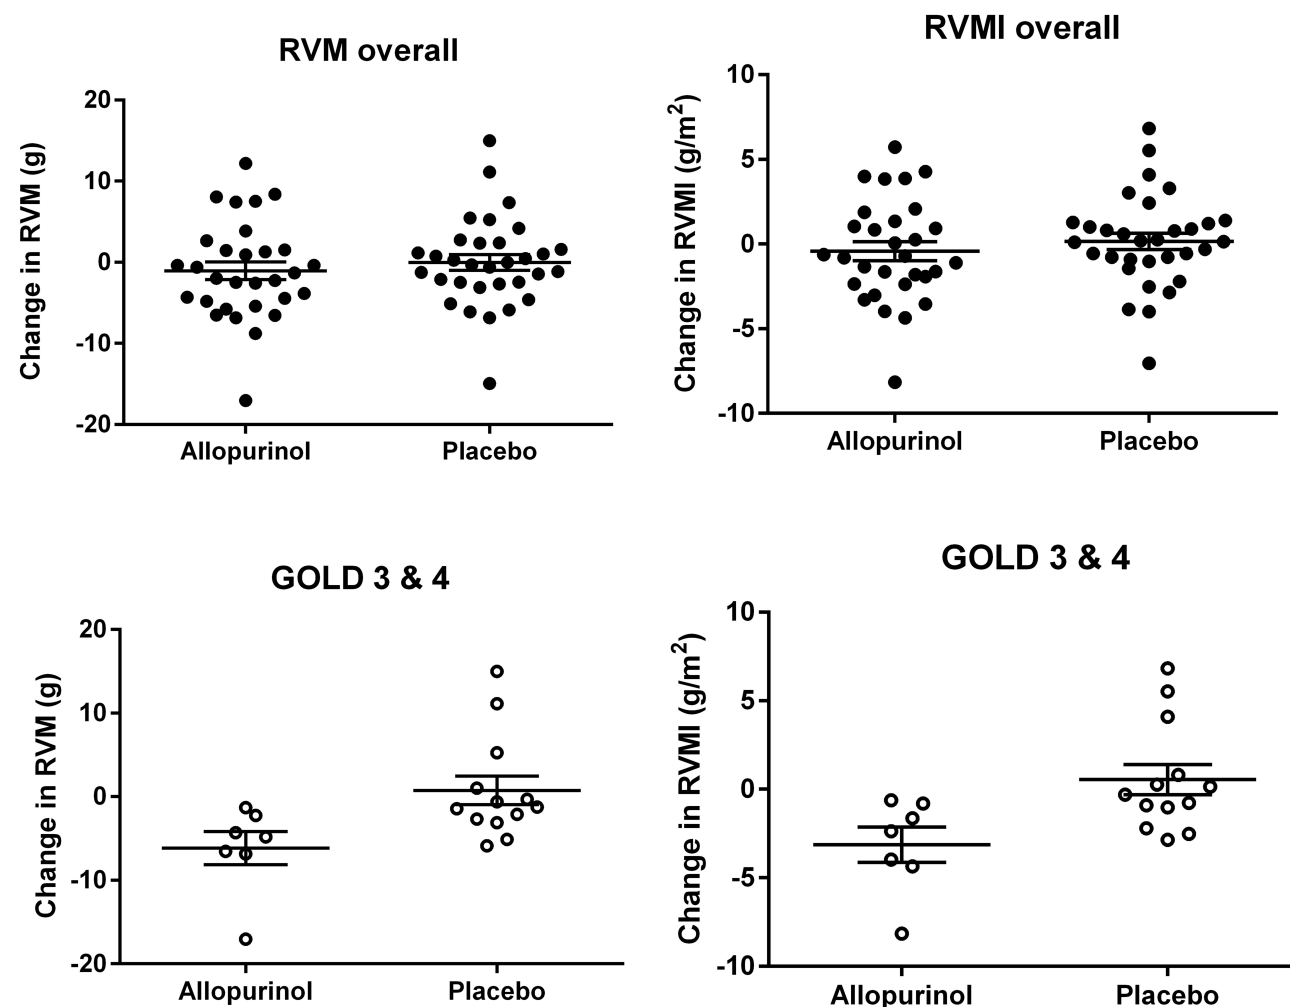 RVM overall
Change in RVM (g)
20
10
0
-10
-20
Allopurinol
Placebo
RVMI overall
Change in RVMI (g/m²)
10
5
0
-5
-10
Allopurinol
Placebo
GOLD 3 & 4
Change in RVM (g)
20
10
0
-10
-20
Allopurinol
Placebo
GOLD 3 & 4
Change in RVMI (g/m²)
10
5
0
-5
-10
Allopurinol
Placebo